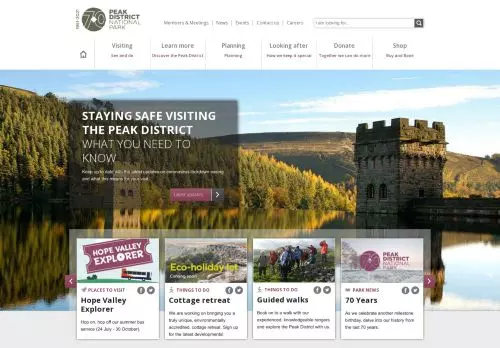 1951-2021
70
PEAK DISTRICT NATIONAL PARK
Members & Meetings | News | Events | Contact us | Careers
I am looking for...
Visiting
See and do
Learn more
Discover the Peak District
Planning
Planning
Looking after
How we keep it special
Donate
Together we can do more
Shop
Buy and Book
STAYING SAFE VISITING
THE PEAK DISTRICT
WHAT YOU NEED TO
KNOW
Keep up to date with the latest updates on coronavirus lockdown easing
and what this means for your visit.
Latest updates
HOPE VALLEY
EXPLORER
PLACES TO VISIT
Hope Valley
Explorer
Hop on, hop off our summer bus
service (24 July - 30 October).
Eco-holiday let
Coming soon
THINGS TO DO
Cottage retreat
We are working on bringing you a
truly unique, environmentally
accredited, cottage retreat. Sign up
for the latest developments!
THINGS TO DO
Guided walks
Book on to a walk with our
experienced, knowledgeable rangers
and explore the Peak District with us.
PEAK
DISTRICT
NATIONAL
PARK
PARK NEWS
70 Years
As we celebrate another milestone
birthday, delve into our history from
the last 70 years.